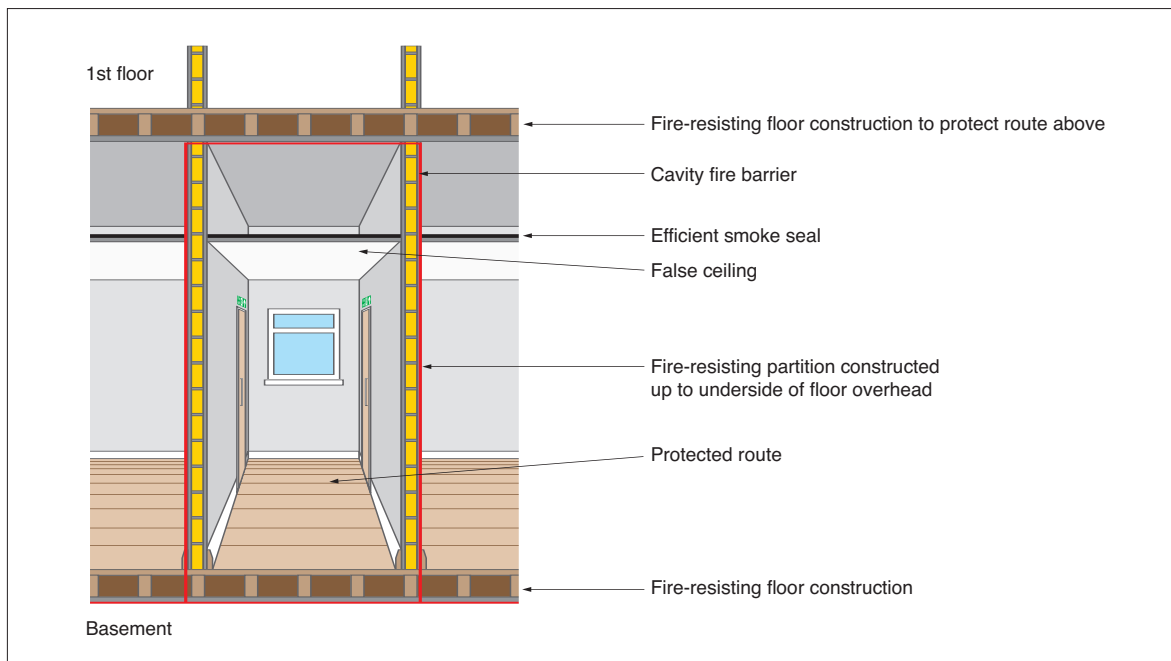 1st floor
Fire-resisting floor construction to protect route above
Cavity fire barrier
Efficient smoke seal
False ceiling
Fire-resisting partition constructed
up to underside of floor overhead
Protected route
Fire-resisting floor construction
Basement